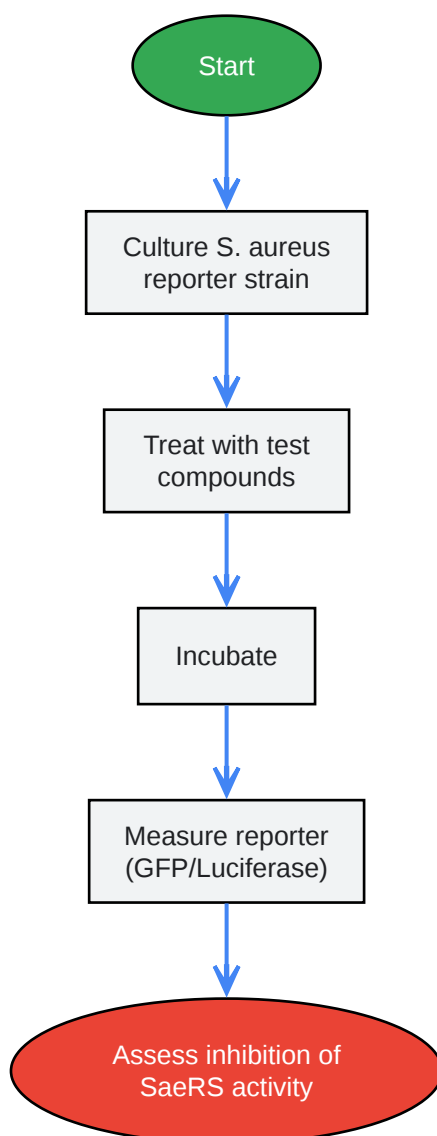 Start
Culture S. aureus
reporter strain
Treat with test
compounds
Incubate
Measure reporter
(GFP/Luciferase)
Assess inhibition of
SaeRS activity